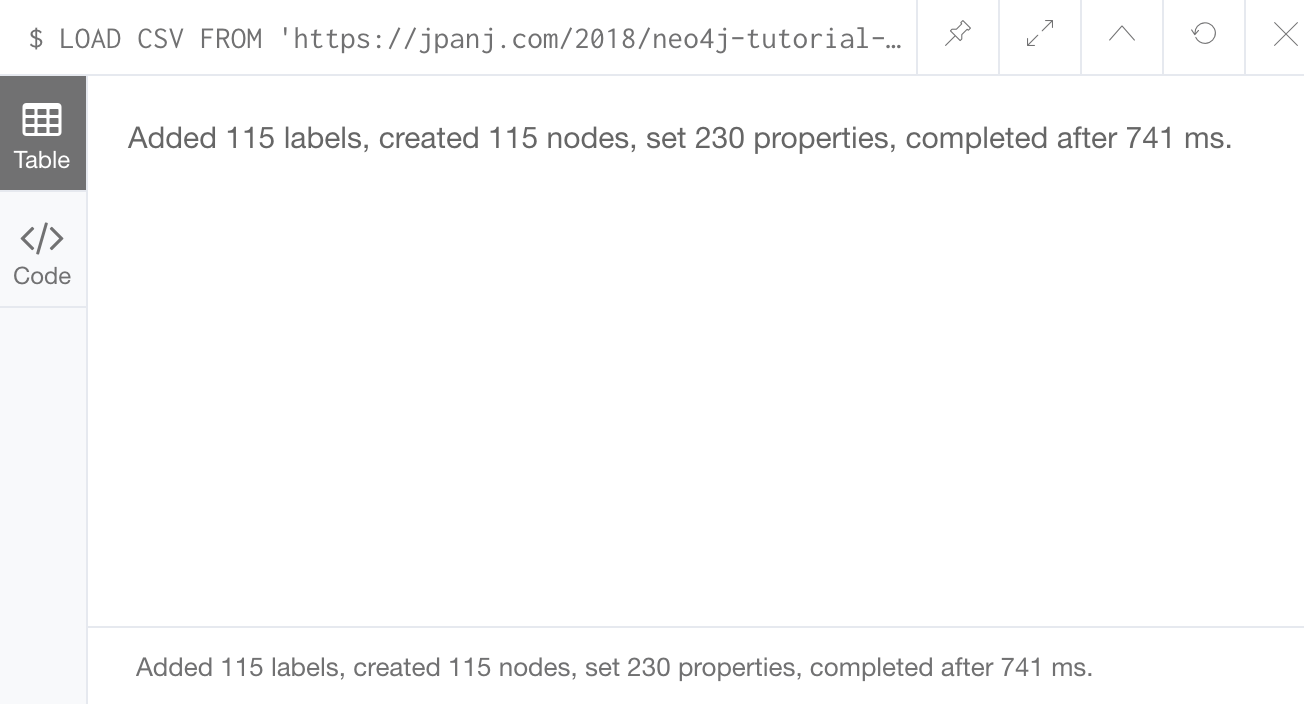 $ LOAD CSV FROM 'https://jpanj.com/2018/neo4j-tutorial-…
Table
Added 115 labels, created 115 nodes, set 230 properties, completed after 741 ms.
Code
Added 115 labels, created 115 nodes, set 230 properties, completed after 741 ms.